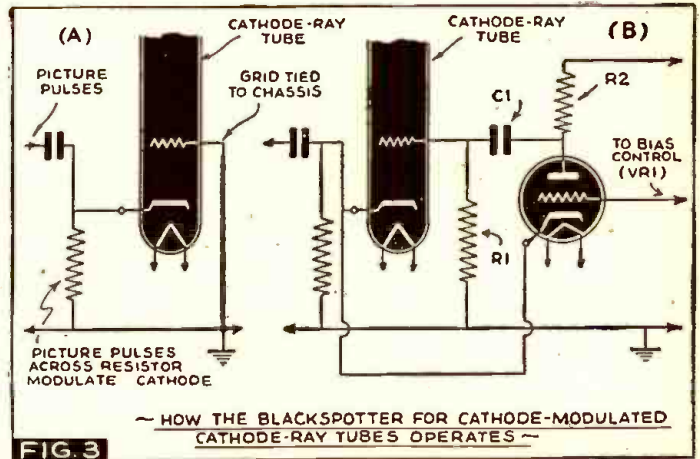 (A)
CATHODE-RAY
TUBE
CATHODE-RAY
TUBE
(B)
PICTURE
PULSES
GRID TIED
TO CHASSIS
C1
R2
TO BIAS
CONTROL
(VR1)
R1
PICTURE PULSES
ACROSS RESISTOR
MODULATE CATHODE
~ HOW THE BLACKSPOTTER FOR CATHODE-MODULATED
CATHODE-RAY TUBES OPERATES ~
FIG. 3